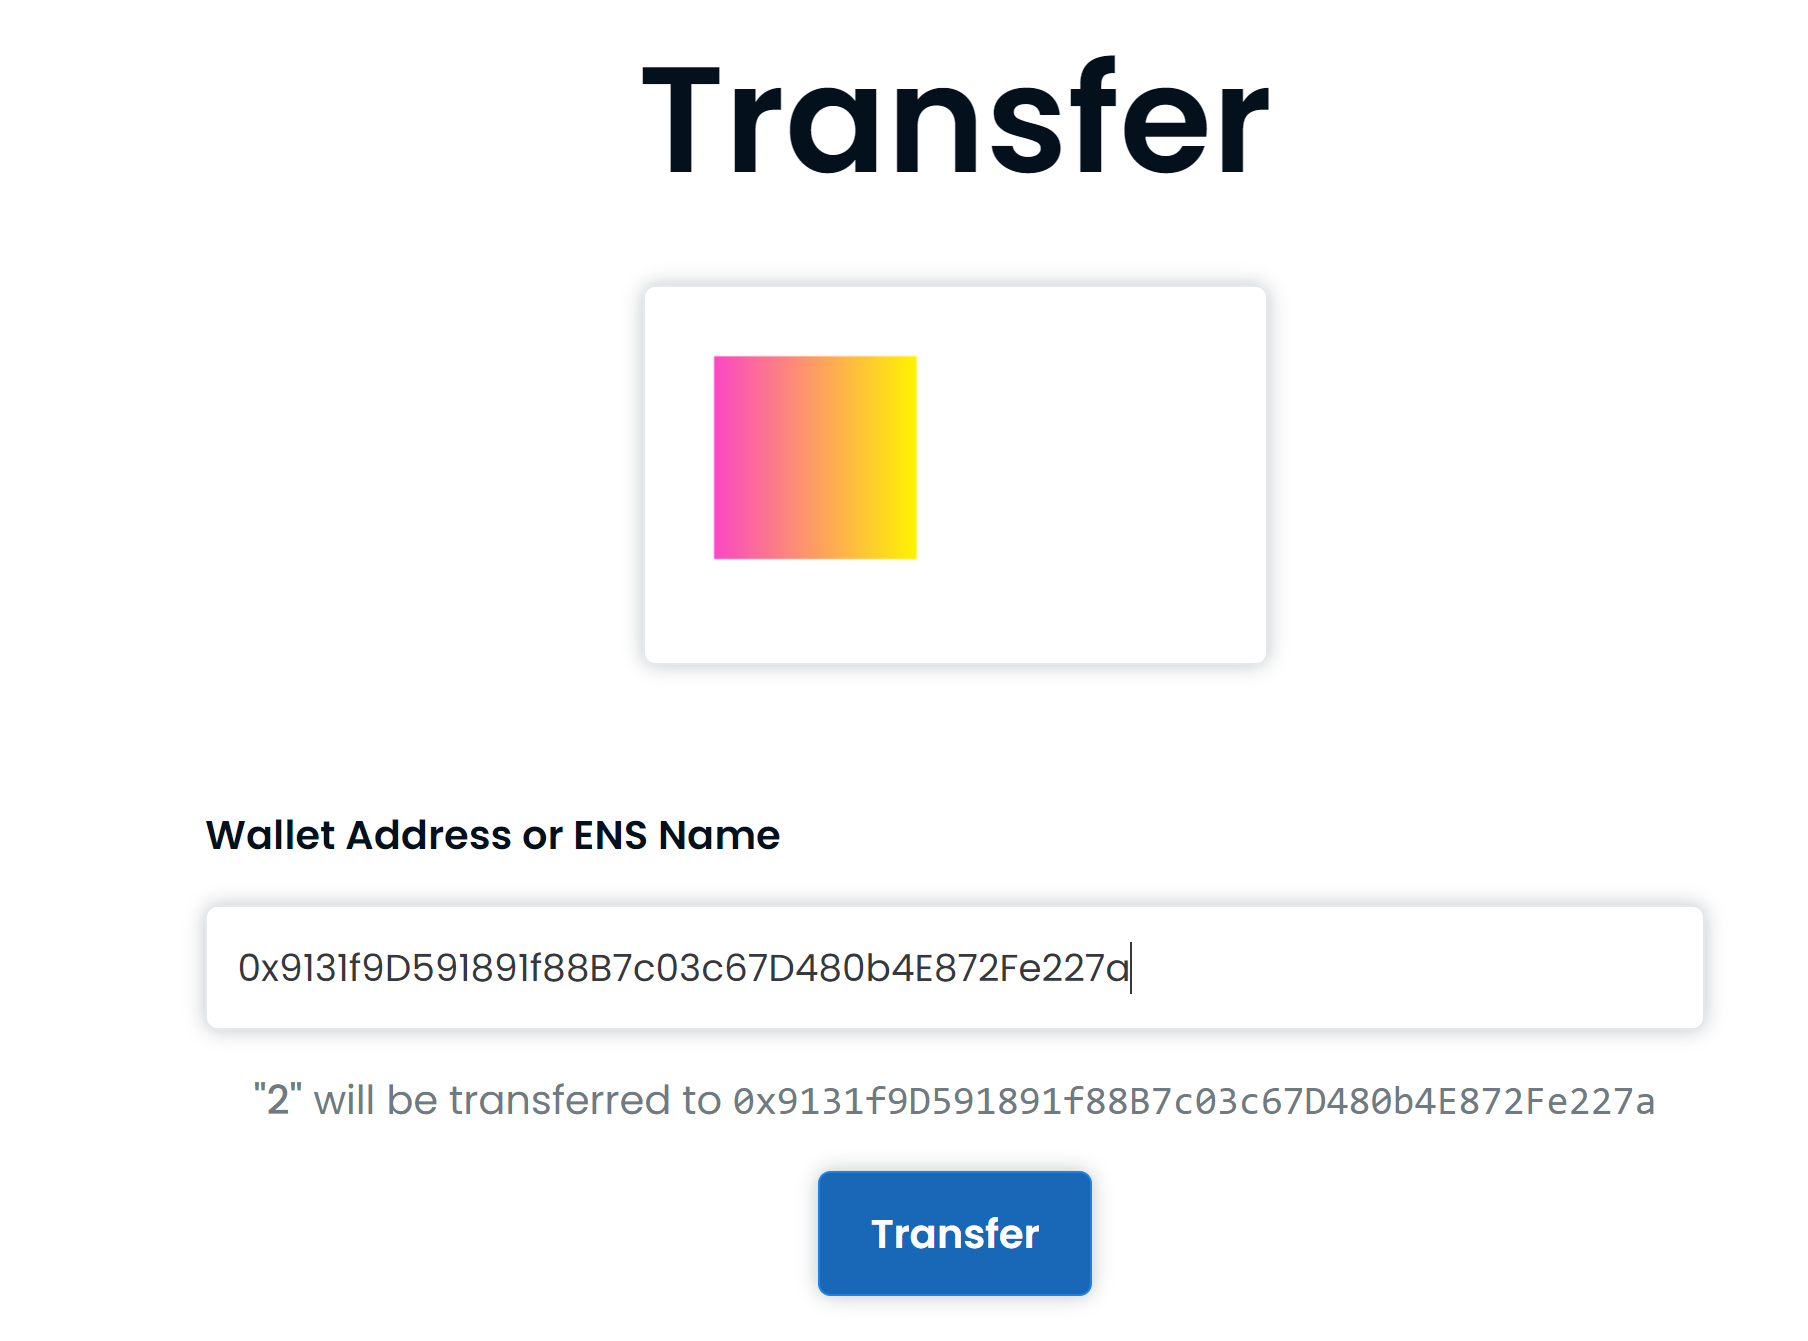 Transfer
Wallet Address or ENS Name
0x9131f9D591891f88B7c03c67D480b4E872Fe227a
"2" will be transferred to 0x9131f9D591891f88B7c03c67D480b4E872Fe227a
Transfer